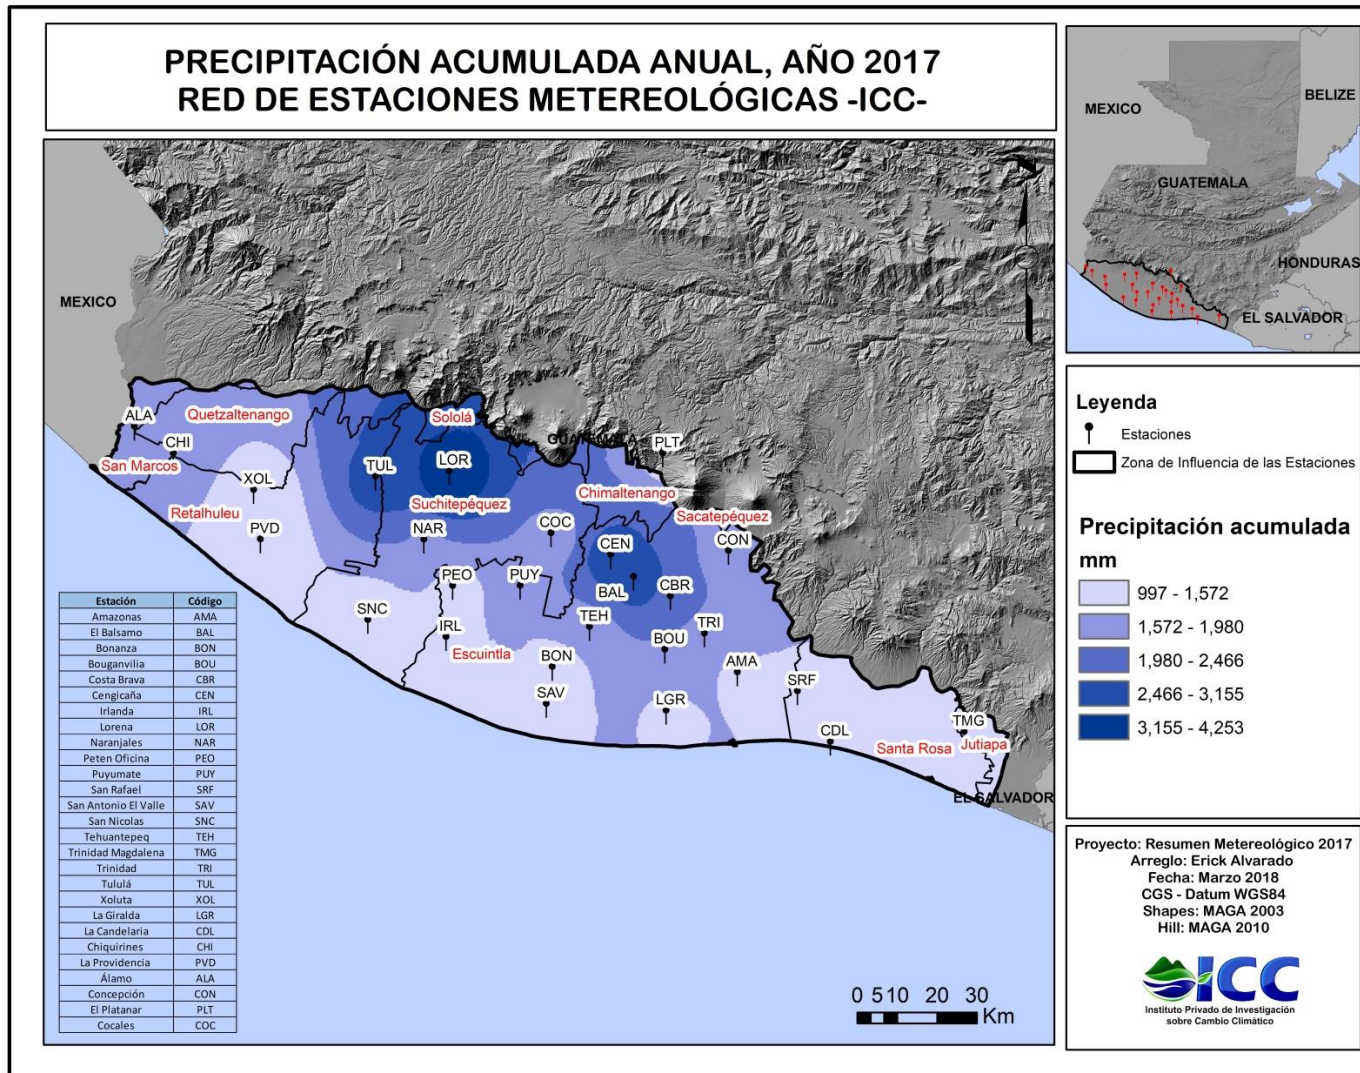 PRECIPITACIÓN ACUMULADA ANUAL, AÑO 2017
RED DE ESTACIONES METEREOLÓGICAS -ICC-
MEXICO
BELIZE
GUATEMALA
HONDURAS
EL SALVADOR
MEXICO
ALA
Quetzaltenango
Sololá
GUATEMALA
PLT
CHI
San Marcos
TUL
LOR
XOL
Chimaltenango
Retalhuleu
Suchitepéquez
Sacatepéquez
PVD
NAR
COC
CEN
CON
PEO
PUY
BAL
CBR
SNC
IRL
TEH
TRI
BOU
Escuintla
BON
AMA
SAV
LGR
SRF
TMG
CDL
Santa Rosa
Jutiapa
EL SALVADOR
Estación Código
Amazonas AMA
El Balsamo BAL
Bonanza BON
Bouganvilia BOU
Costa Brava CBR
Cengicaña CEN
Irlanda IRL
Lorena LOR
Naranjales NAR
Peten Oficina PEO
Puyumate PUY
San Rafael SRF
San Antonio El Valle SAV
San Nicolas SNC
Tehuantepeq TEH
Trinidad Magdalena TMG
Trinidad TRI
Tululá TUL
Xoluta XOL
La Giralda LGR
La Candelaria CDL
Chiquirines CHI
La Providencia PVD
Álamo ALA
Concepción CON
El Platanar PLT
Cocales COC
0 5 10 20 30
Km
Leyenda
Estaciones
Zona de Influencia de las Estaciones
Precipitación acumulada
mm
997 - 1,572
1,572 - 1,980
1,980 - 2,466
2,466 - 3,155
3,155 - 4,253
Proyecto: Resumen Metereológico 2017
Arreglo: Erick Alvarado
Fecha: Marzo 2018
CGS - Datum WGS84
Shapes: MAGA 2003
Hill: MAGA 2010
ICC
Instituto Privado de Investigación
sobre Cambio Climático